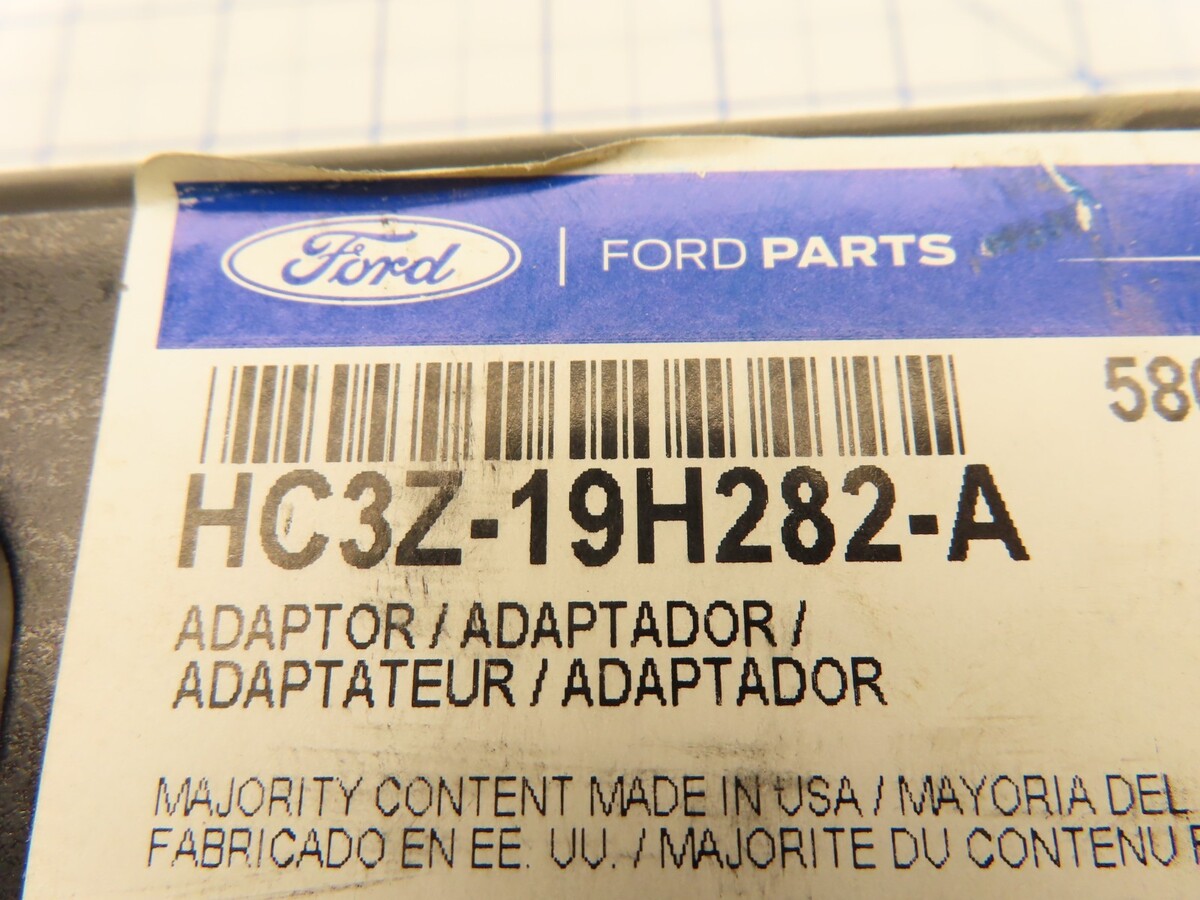 Ford
FORD PARTS
HC3Z-19H282-A
ADAPTOR / ADAPTADOR /
ADAPTATEUR / ADAPTADOR
MAJORITY CONTENT MADE IN USA / MAYORIA DEL
FABRICADO EN EE. UU. / MAJORITE DU CONTENU